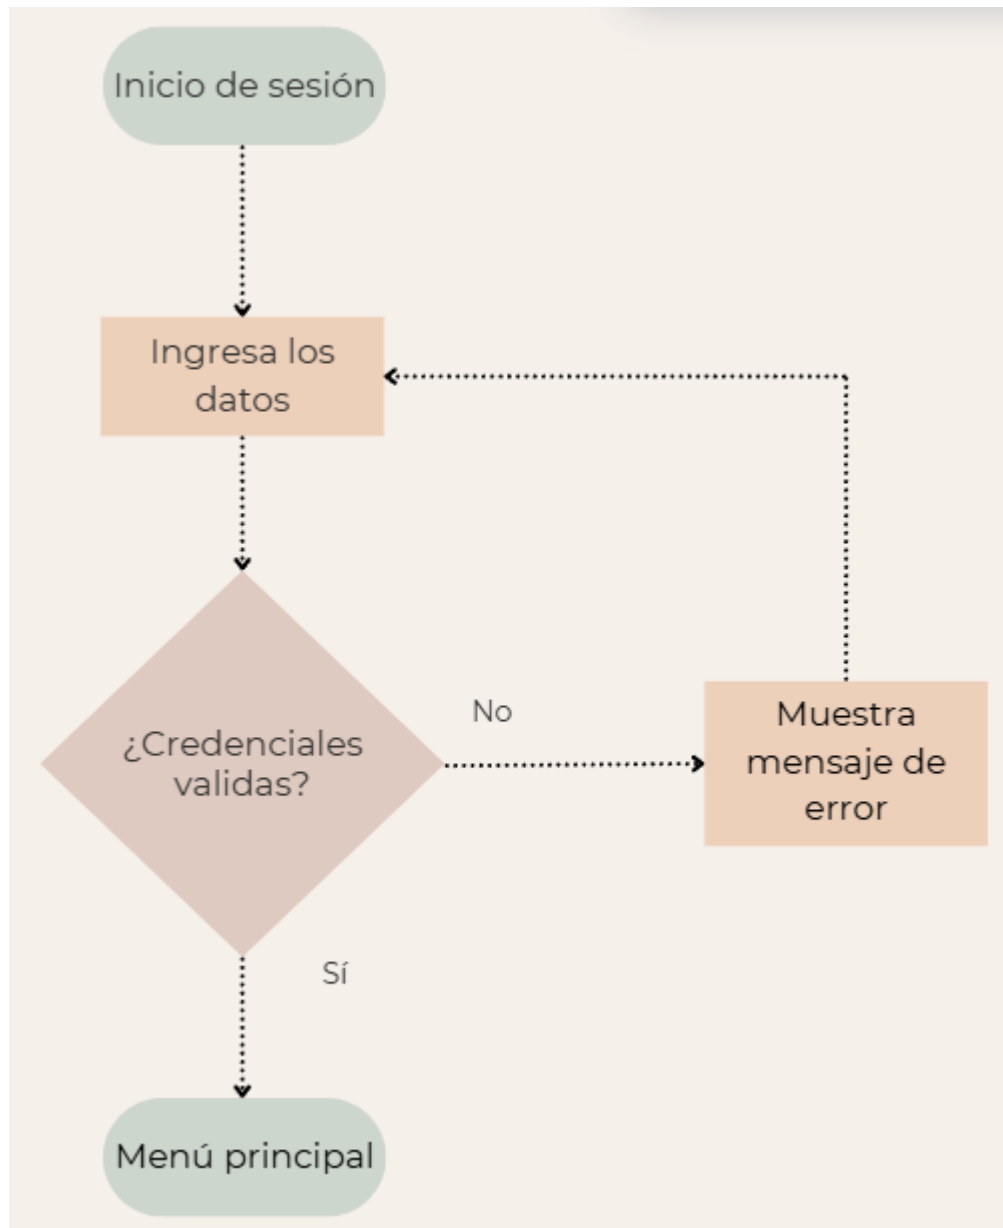 Inicio de sesión
Ingresa los
datos
¿Credenciales
validas?
No
Muestra
mensaje de
error
Sí
Menú principal